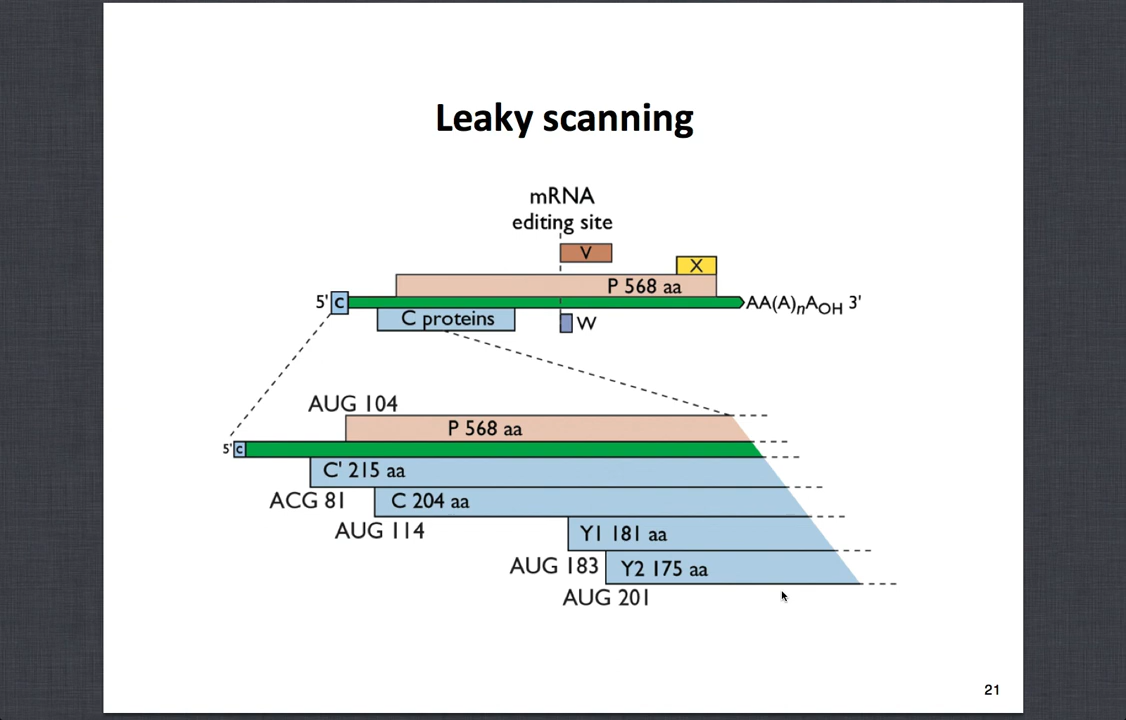 Leaky scanning
mRNA
editing site
V
X
P 568 aa
5' c AA(A)nAOH 3'
C proteins
W
AUG 104
P 568 aa
5' c
C' 215 aa
ACG 81
C 204 aa
AUG 114
Y1 181 aa
AUG 183
Y2 175 aa
AUG 201
21